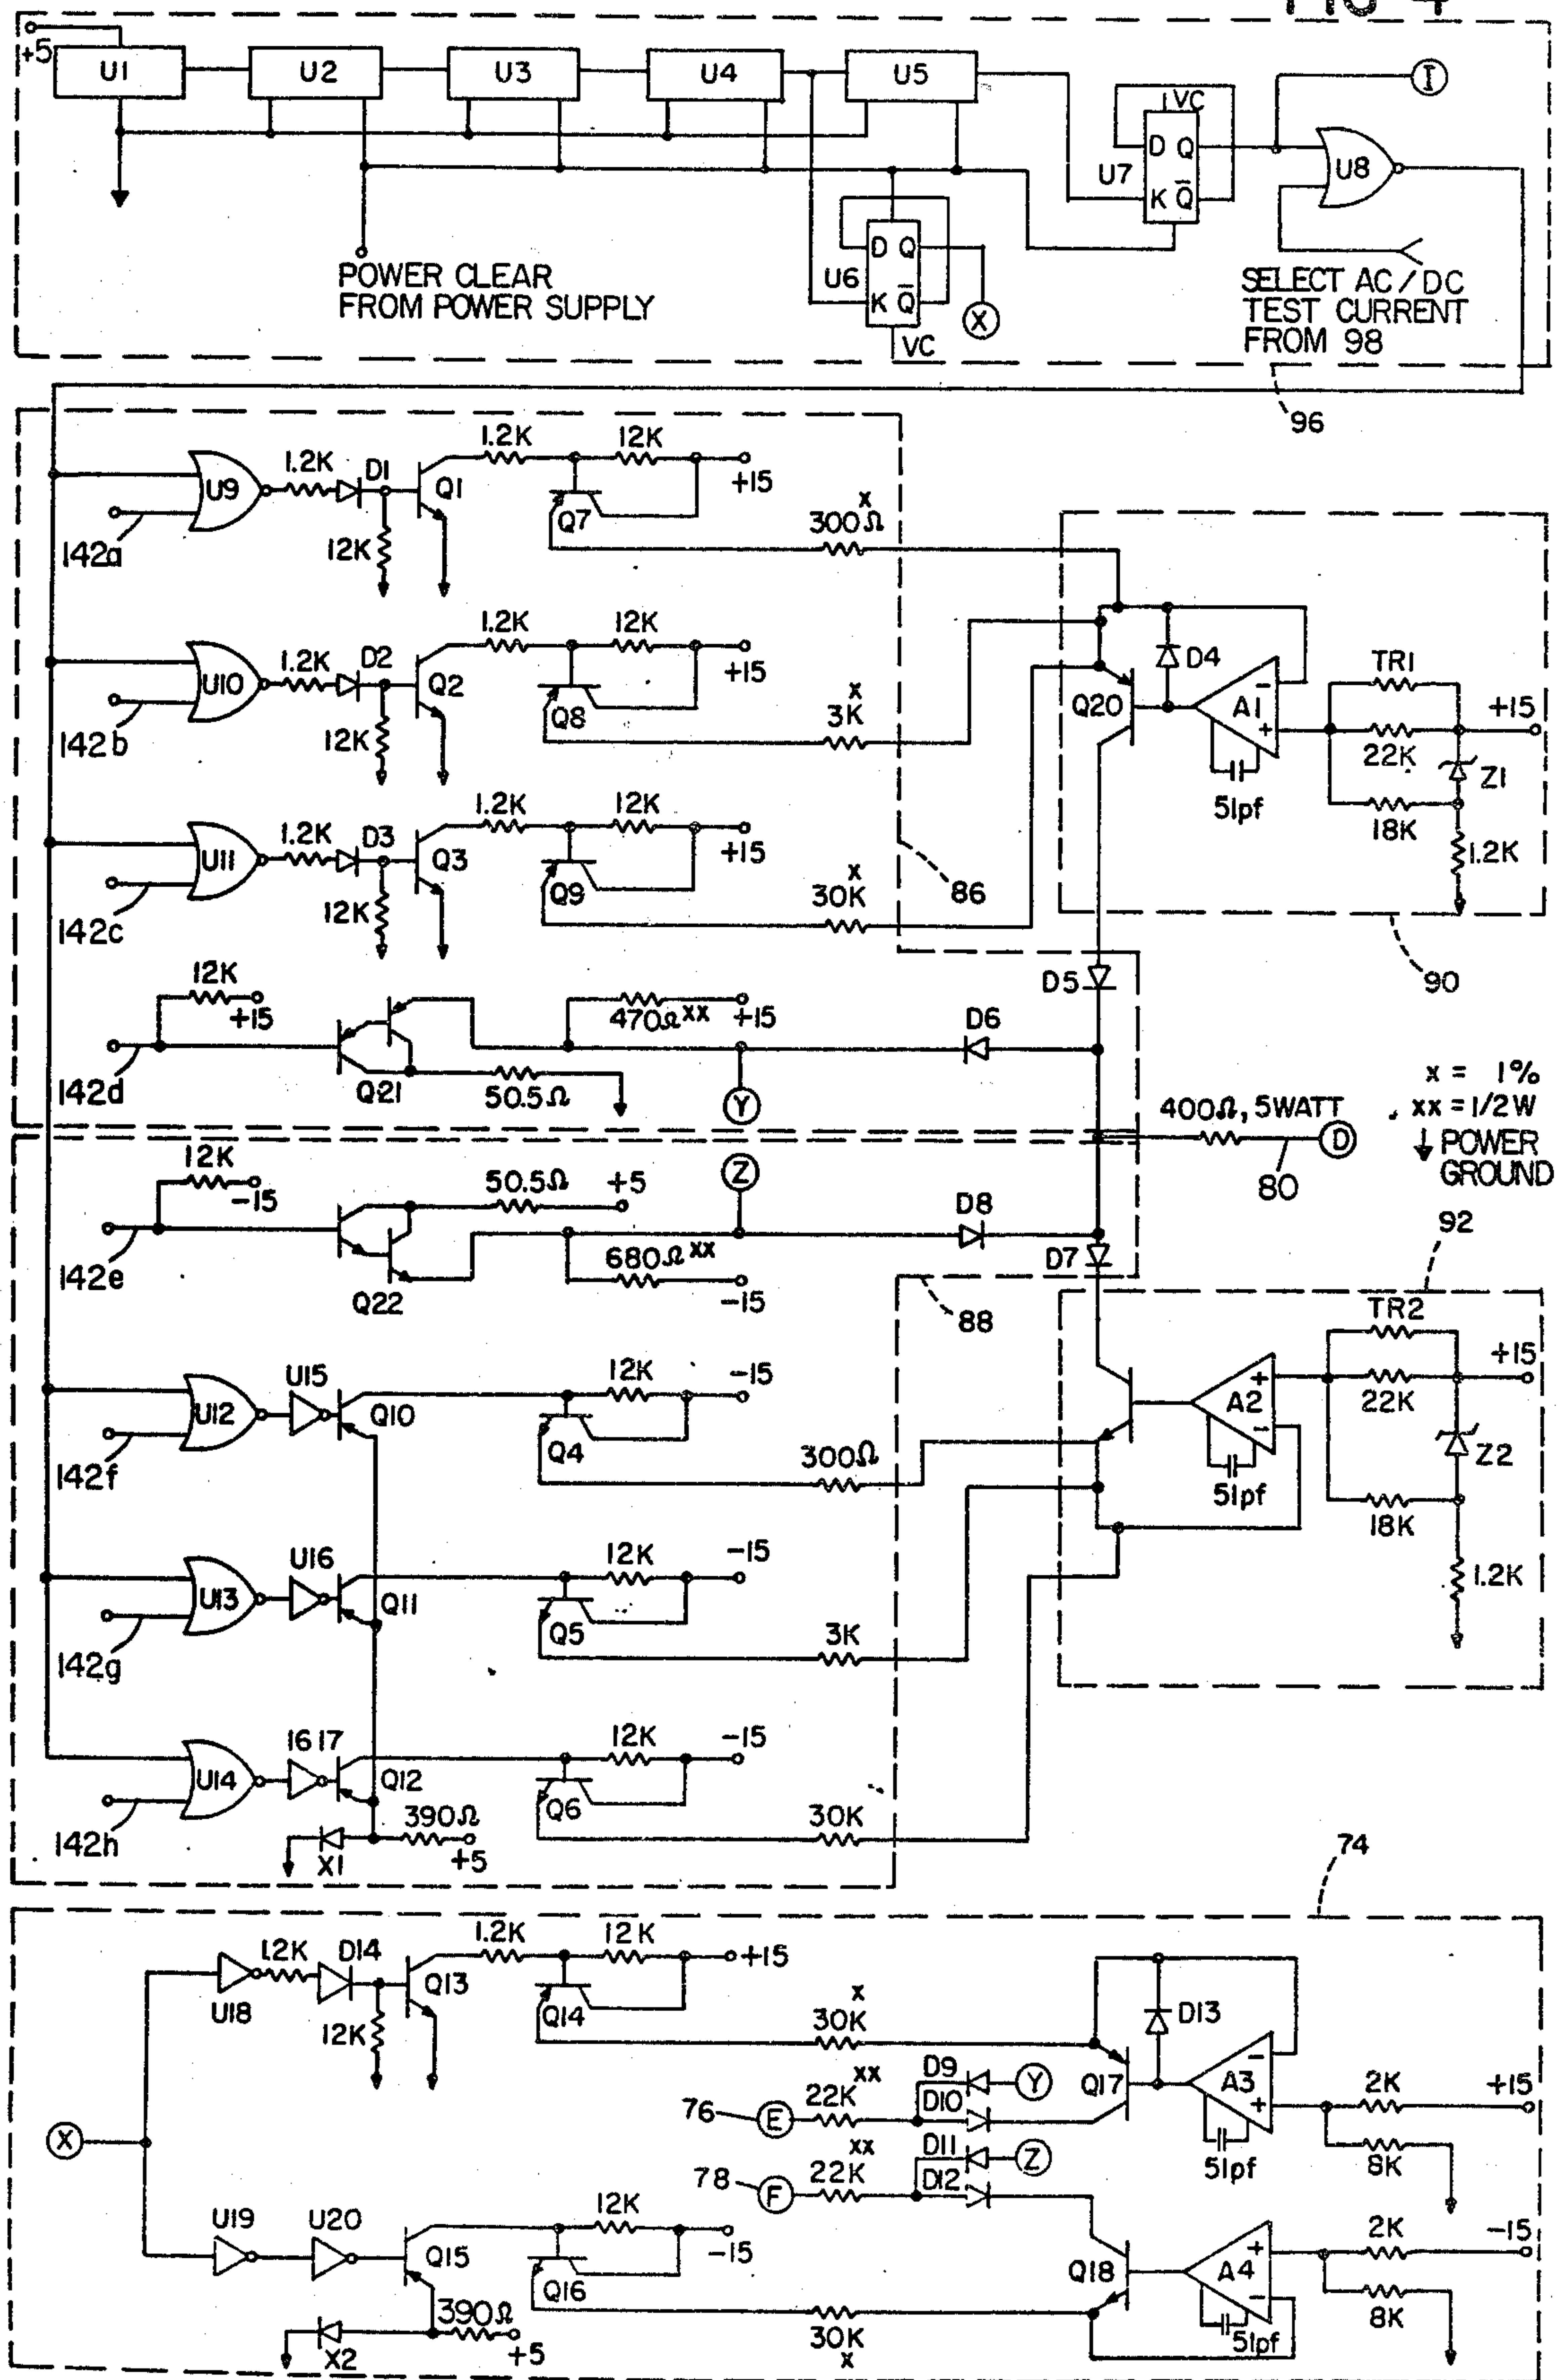 FIG 4
+5
U1
U2
U3
U4
U5
I
VC
D Q
U7
K Q̅
U8
D Q
U6
K Q̅
X
VC
POWER CLEAR
FROM POWER SUPPLY
SELECT AC/DC
TEST CURRENT
FROM 98
96
U9
1.2K
D1
Q1
1.2K
12K
+15
Q7
12K
142a
300Ω
x
U10
1.2K
D2
Q2
1.2K
12K
+15
Q8
12K
142b
x
3K
Q20
D4
A1
-
+
51pf
TR1
22K
18K
+15
Z1
1.2K
U11
1.2K
D3
Q3
1.2K
12K
+15
Q9
12K
142c
x
30K
86
90
12K
+15
142d
Q21
470Ω xx
+15
50.5Ω
Y
D5
D6
x = 1%
xx = 1/2W
POWER
GROUND
400Ω, 5WATT
D
80
12K
-15
142e
Q22
50.5Ω
+5
Z
680Ω xx
-15
D8
D7
88
92
U12
U15
Q10
12K
-15
Q4
142f
300Ω
A2
+
-
51pf
TR2
22K
18K
+15
Z2
1.2K
U13
U16
Q11
12K
-15
Q5
142g
3K
U14
16 17
Q12
12K
-15
Q6
142h
X1
390Ω
+5
30K
74
U18
1.2K
D14
Q13
12K
1.2K
12K
+15
Q14
x
30K
D13
Q17
A3
-
+
51pf
2K
+15
8K
76
E
22K
xx
D9
D10
Y
X
78
F
22K
xx
D11
D12
Z
U19
U20
Q15
12K
-15
Q16
X2
390Ω
+5
30K
x
Q18
A4
+
-
51pf
2K
-15
8K